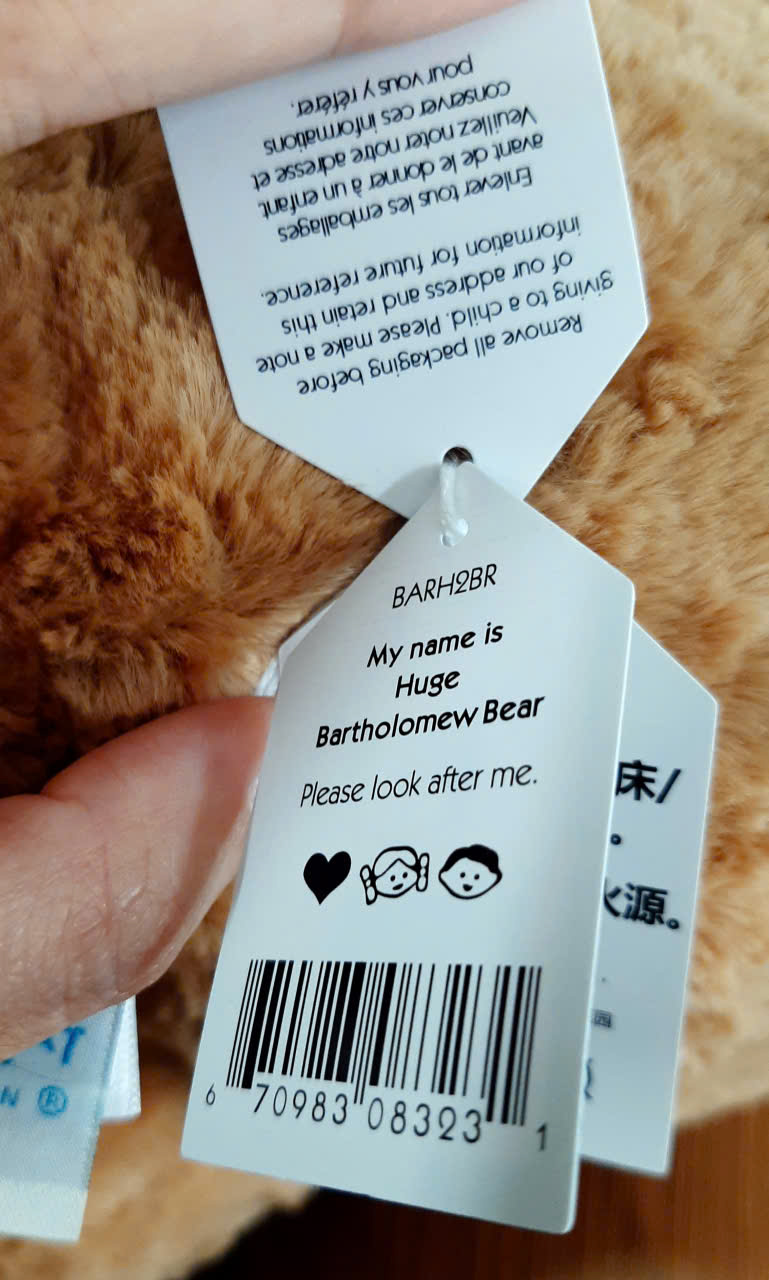 Remove all packaging before
giving to a child. Please make a note
of our address and retain this
information for future reference.
Enlever tous les emballages
avant de le donner à un enfant
Veuillez noter notre adresse et
conserver ces informations
pour vous y référer.
BARH2BR
My name is
Huge
Bartholomew Bear
Please look after me.
6 70983 08323 1
床/
源。
N ®